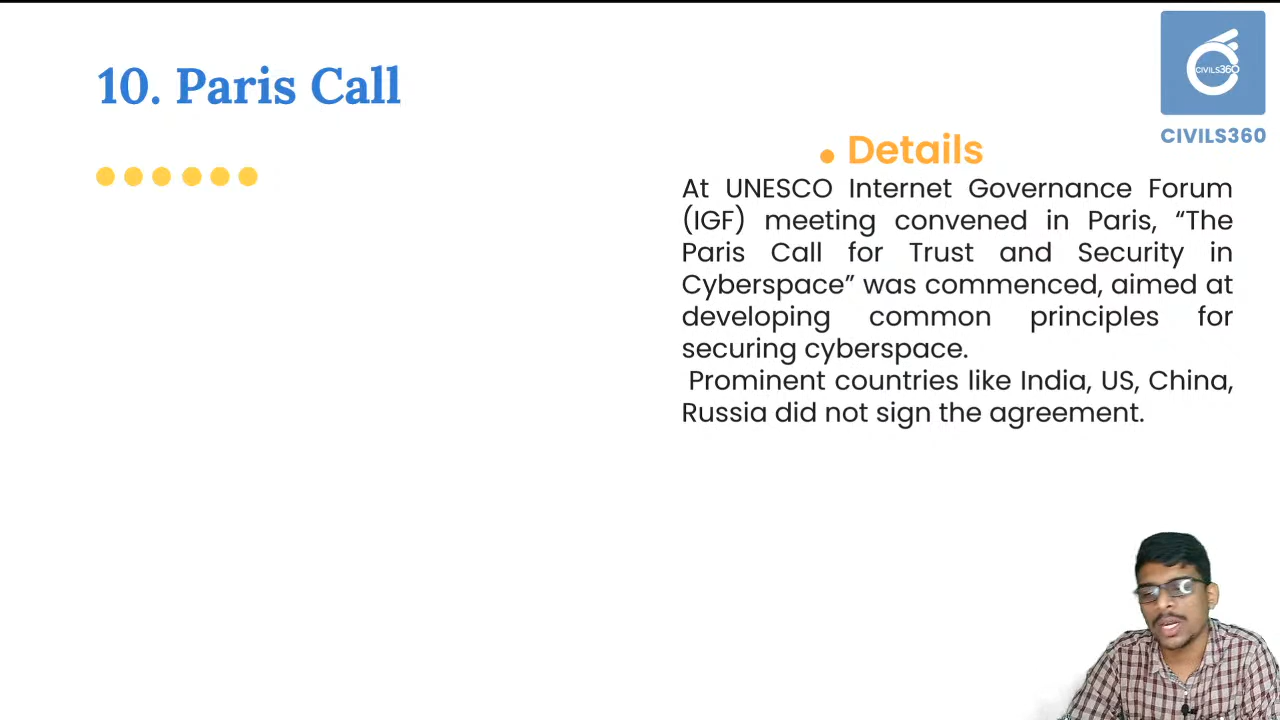 10. Paris Call
CIVILS360
CIVILS360
• Details
At UNESCO Internet Governance Forum
(IGF) meeting convened in Paris, “The
Paris Call for Trust and Security in
Cyberspace” was commenced, aimed at
developing common principles for
securing cyberspace.
Prominent countries like India, US, China,
Russia did not sign the agreement.